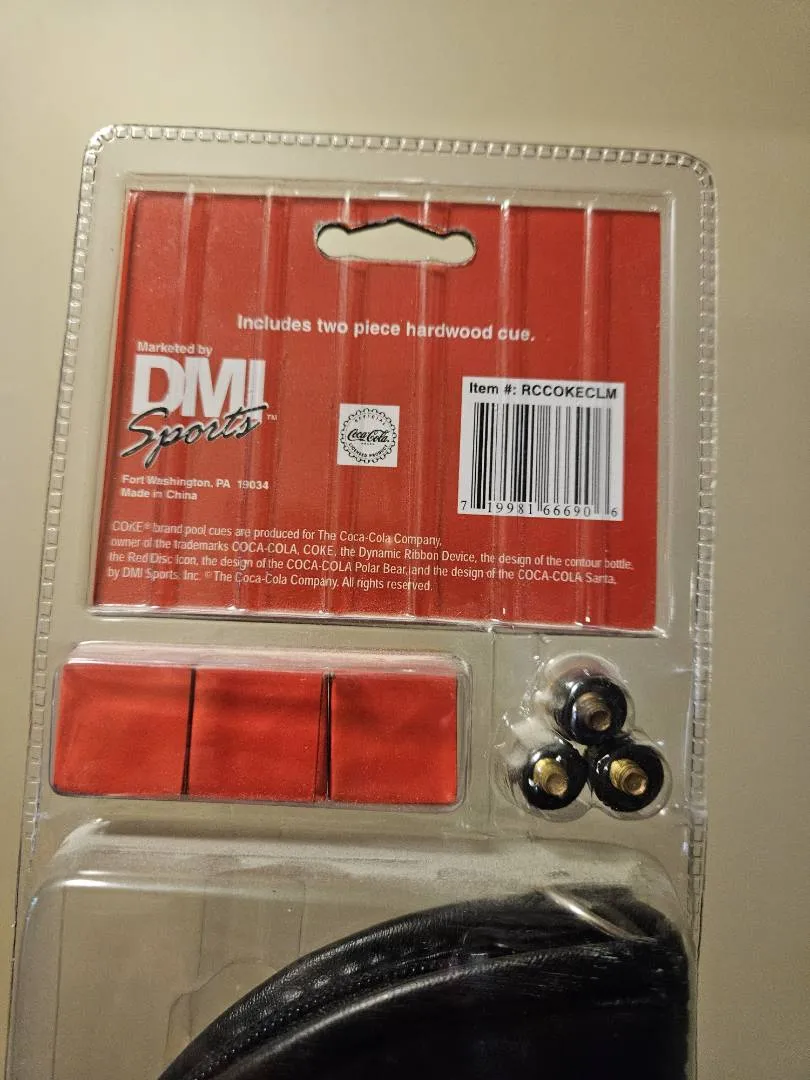 Includes two piece hardwood cue.
Marketed by
DMI
Sports™
Fort Washington, PA 19034
Made in China
OFFICIAL
Coca-Cola
LICENSED PRODUCT
Item #: RCCOKECLM
7 19981 66690 6
COKE® brand pool cues are produced for The Coca-Cola Company,
owner of the trademarks COCA-COLA, COKE, the Dynamic Ribbon Device, the design of the contour bottle,
the Red Disc Icon, the design of the COCA-COLA Polar Bear, and the design of the COCA-COLA Santa,
by DMI Sports, Inc. ©The Coca-Cola Company. All rights reserved.